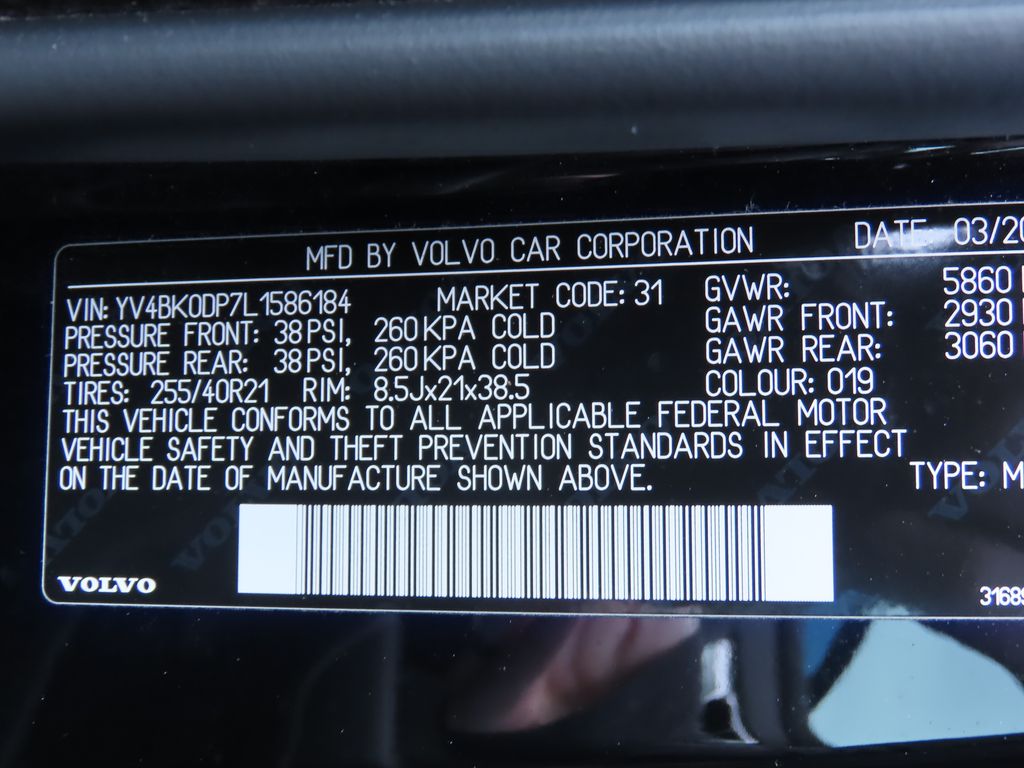 MFD BY VOLVO CAR CORPORATION DATE: 03/20
VIN: YV4BK0DP7L1586184 MARKET CODE: 31 GVWR: 5860
PRESSURE FRONT: 38 PSI, 260 KPA COLD GAWR FRONT: 2930
PRESSURE REAR: 38 PSI, 260 KPA COLD GAWR REAR: 3060
TIRES: 255/40R21 RIM: 8.5Jx21x38.5 COLOUR: 019
THIS VEHICLE CONFORMS TO ALL APPLICABLE FEDERAL MOTOR
VEHICLE SAFETY AND THEFT PREVENTION STANDARDS IN EFFECT
ON THE DATE OF MANUFACTURE SHOWN ABOVE. TYPE: M
VOLVO 31689